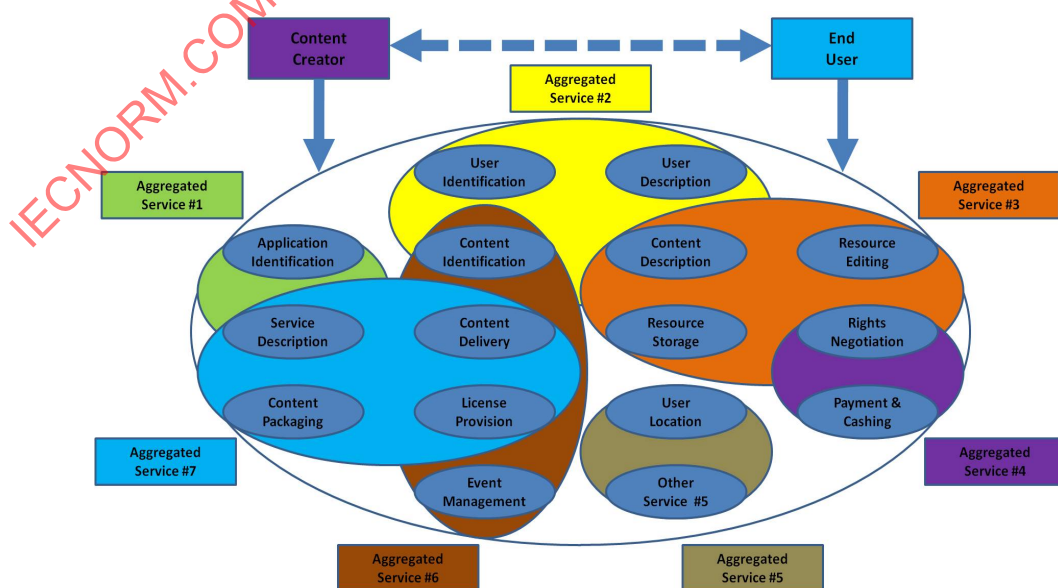 IECNORM.COM
Content
Creator
End
User
Aggregated
Service #2
User
Identification
User
Description
Aggregated
Service #1
Aggregated
Service #3
Application
Identification
Content
Identification
Content
Description
Resource
Editing
Service
Description
Content
Delivery
Resource
Storage
Rights
Negotiation
Content
Packaging
License
Provision
User
Location
Payment &
Cashing
Aggregated
Service #7
Aggregated
Service #4
Event
Management
Other
Service #5
Aggregated
Service #6
Aggregated
Service #5